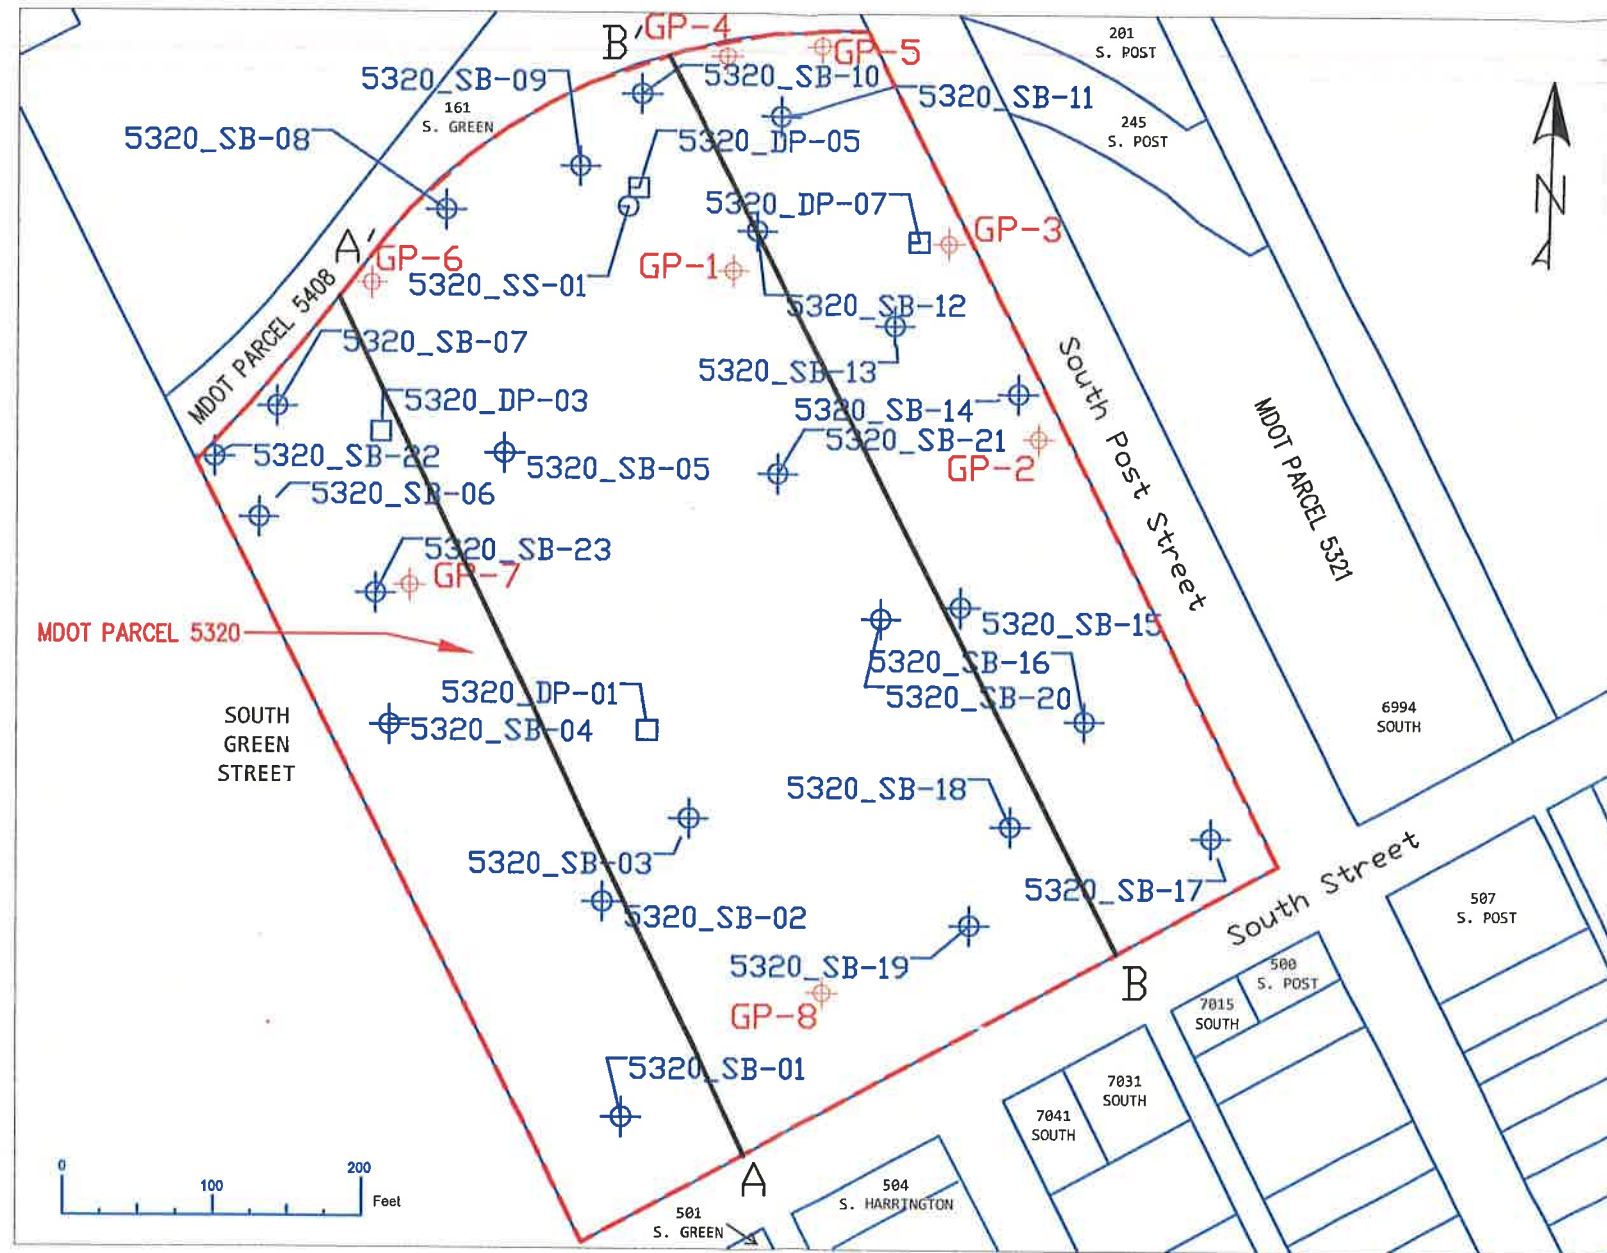 B'
GP-4
GP-5
201
S. POST
5320_SB-09
5320_SB-10
5320_SB-11
161
S. GREEN
5320_SB-08
5320_DP-05
245
S. POST
5320_DP-07
N
A'
GP-6
5320_SS-01
GP-1
GP-3
5320_SB-12
MDOT PARCEL 5408
5320_SB-07
5320_SB-13
5320_DP-03
5320_SB-14
South Post Street
5320_SB-22
5320_SB-05
5320_SB-21
GP-2
MDOT PARCEL 5321
5320_SB-06
5320_SB-23
GP-7
MDOT PARCEL 5320
5320_SB-15
5320_SB-16
5320_DP-01
5320_SB-20
5320_SB-04
SOUTH
GREEN
STREET
6994
SOUTH
5320_SB-18
5320_SB-03
5320_SB-17
South Street
507
S. POST
5320_SB-02
5320_SB-19
B
500
S. POST
GP-8
7015
SOUTH
5320_SB-01
7031
SOUTH
7041
SOUTH
A
0
100
200
Feet
504
S. HARRINGTON
501
S. GREEN